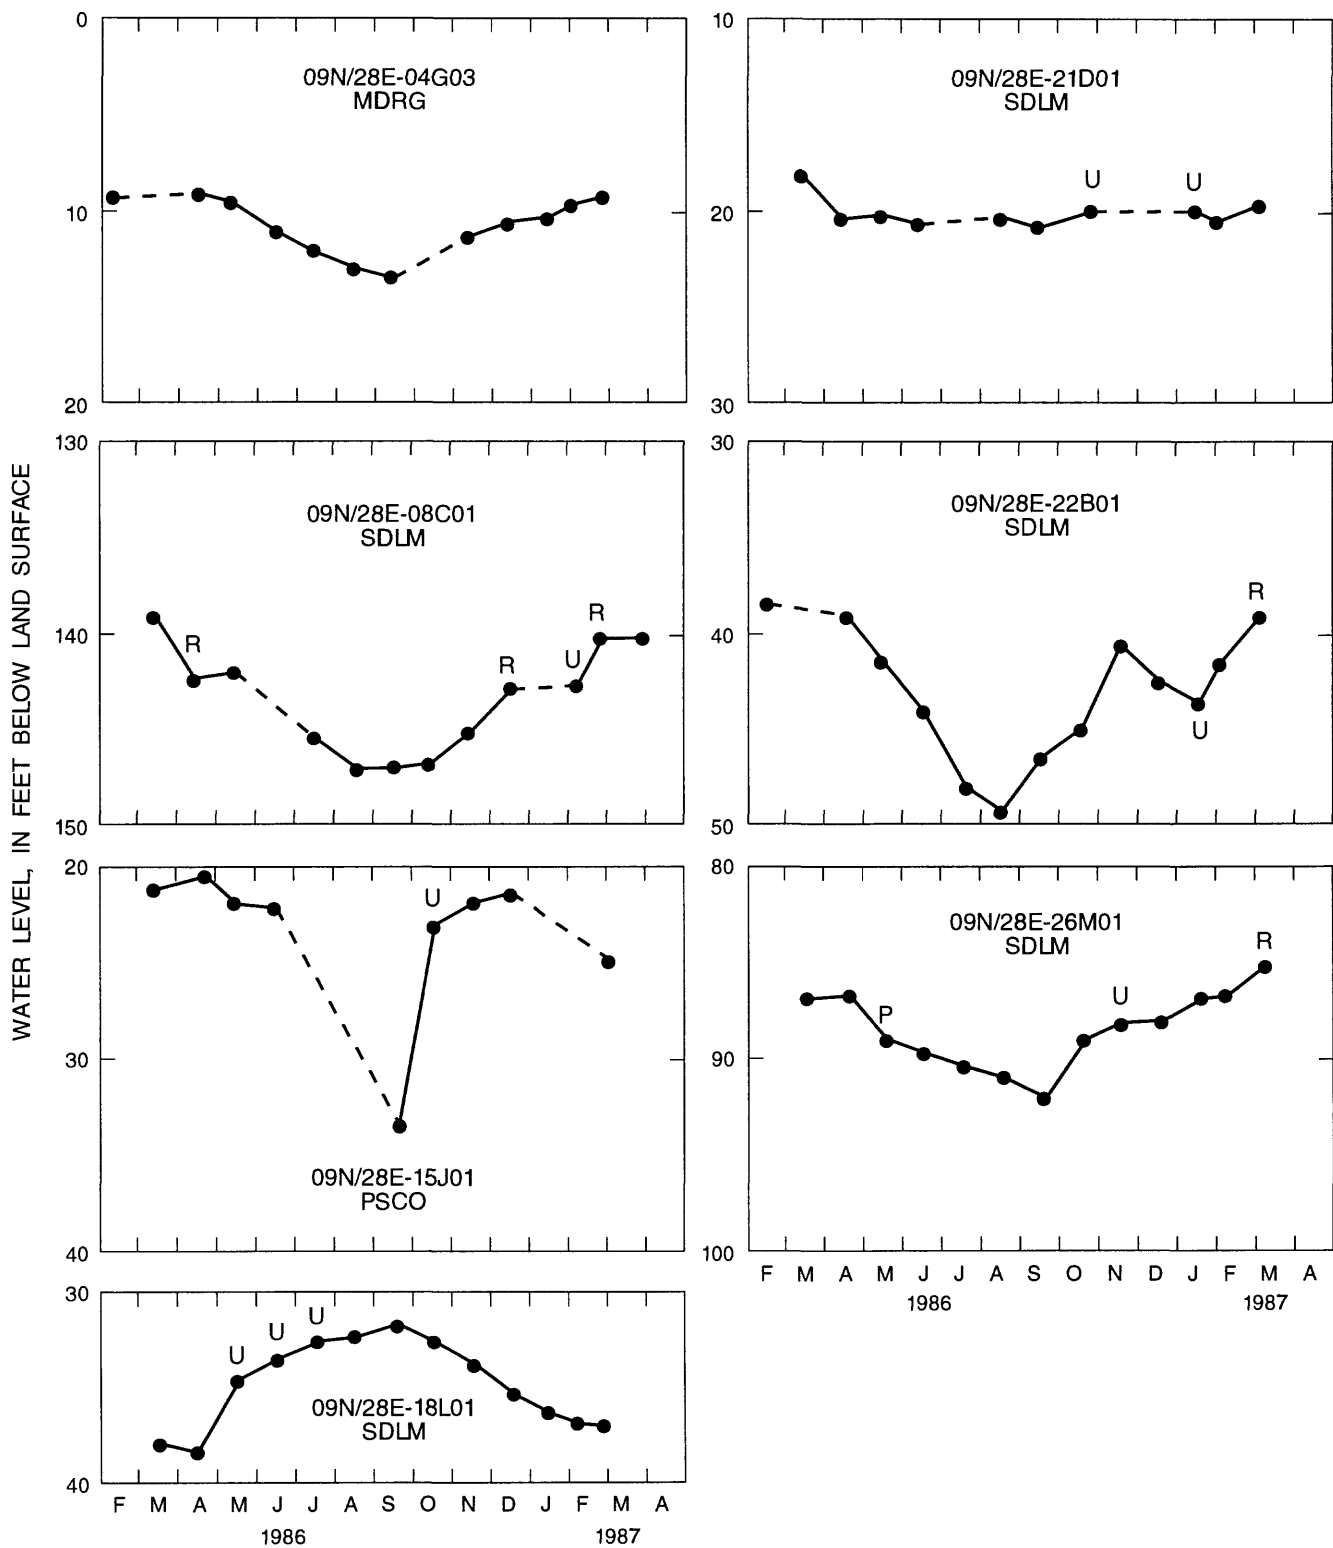 WATER LEVEL, IN FEET BELOW LAND SURFACE
0
10
20
09N/28E-04G03
MDRG
10
20
30
09N/28E-21D01
SDLM
U
U
130
140
150
09N/28E-08C01
SDLM
R
R
U
R
30
40
50
09N/28E-22B01
SDLM
R
U
20
30
40
U
09N/28E-15J01
PSCO
80
90
100
09N/28E-26M01
SDLM
P
U
R
F M A M J J A S O N D J F M A
1986 1987
30
40
U
U
U
09N/28E-18L01
SDLM
F M A M J J A S O N D J F M A
1986 1987